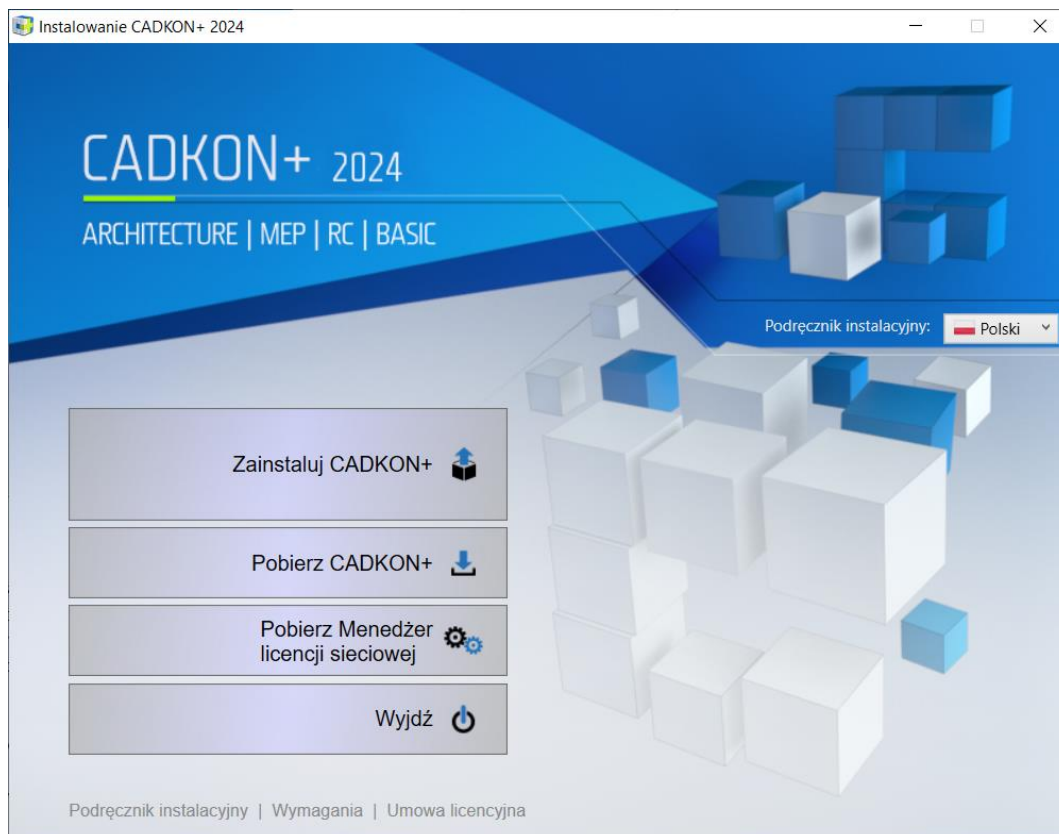 Instalowanie CADKON+ 2024
CADKON+ 2024
ARCHITECTURE | MEP | RC | BASIC
Podręcznik instalacyjny: Polski
Zainstaluj CADKON+
Pobierz CADKON+
Pobierz Menedżer
licencji sieciowej
Wyjdź
Podręcznik instalacyjny | Wymagania | Umowa licencyjna